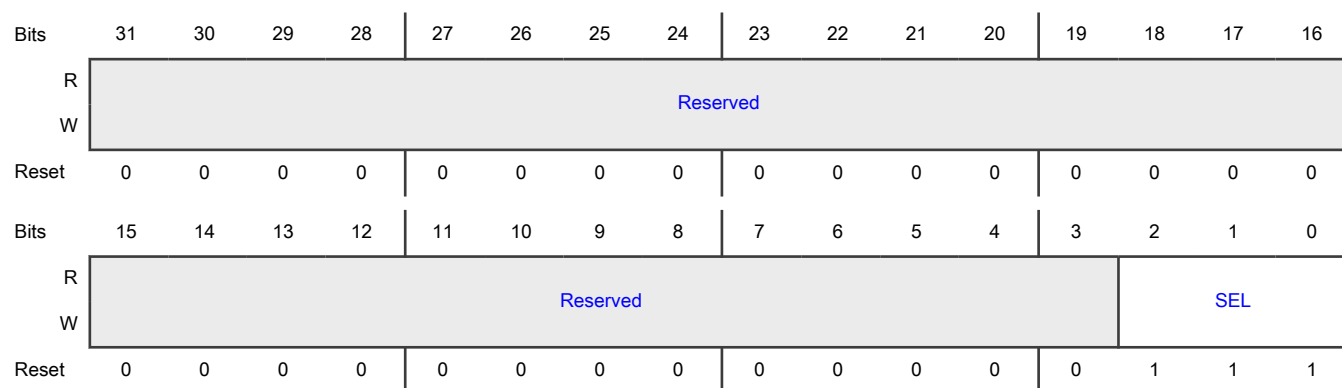 Bits 31 30 29 28 27 26 25 24 23 22 21 20 19 18 17 16
R
Reserved
W
Reset 0 0 0 0 0 0 0 0 0 0 0 0 0 0 0 0
Bits 15 14 13 12 11 10 9 8 7 6 5 4 3 2 1 0
R
Reserved SEL
W
Reset 0 0 0 0 0 0 0 0 0 0 0 0 0 1 1 1